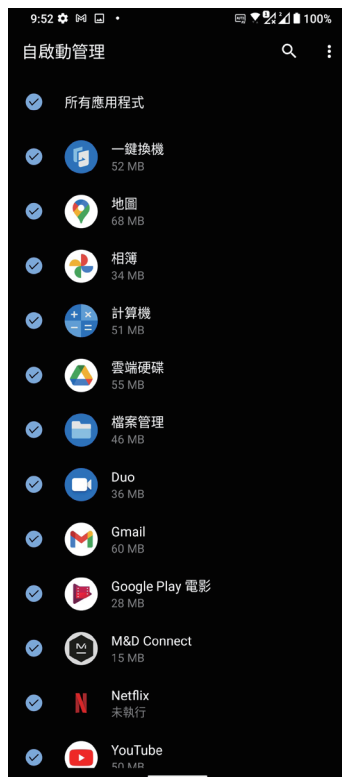 9:52
100%
自啟動管理
所有應用程式
一鍵換機
52 MB
地圖
68 MB
相簿
34 MB
計算機
51 MB
雲端硬碟
55 MB
檔案管理
46 MB
Duo
36 MB
Gmail
60 MB
Google Play 電影
28 MB
M&D Connect
15 MB
Netflix
未執行
YouTube
50 MB